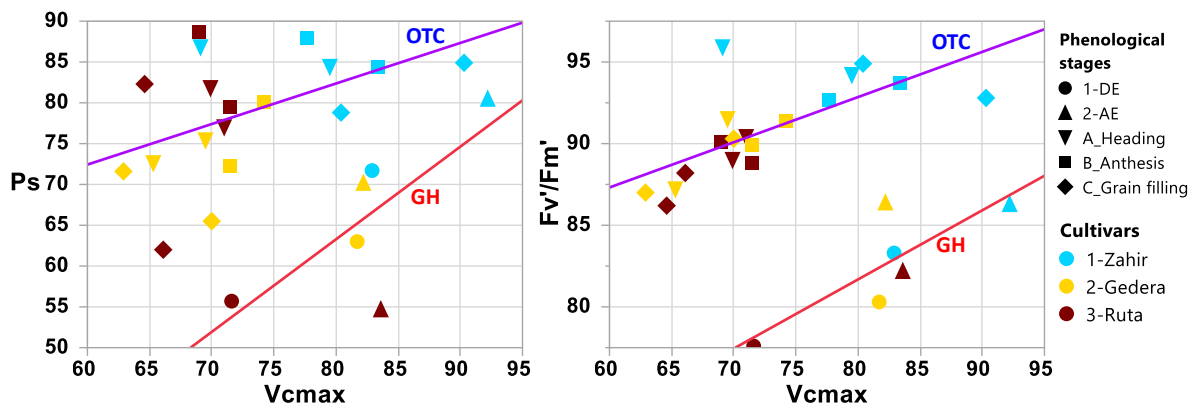 90
85
80
75
70
65
60
55
50
Ps
OTC
GH
60 65 70 75 80 85 90 95
Vcmax
95
90
85
80
Fv'/Fm'
OTC
GH
60 65 70 75 80 85 90 95
Vcmax
Phenological
stages
1-DE
2-AE
A_Heading
B_Anthesis
C_Grain filling
Cultivars
1-Zahir
2-Gedera
3-Ruta